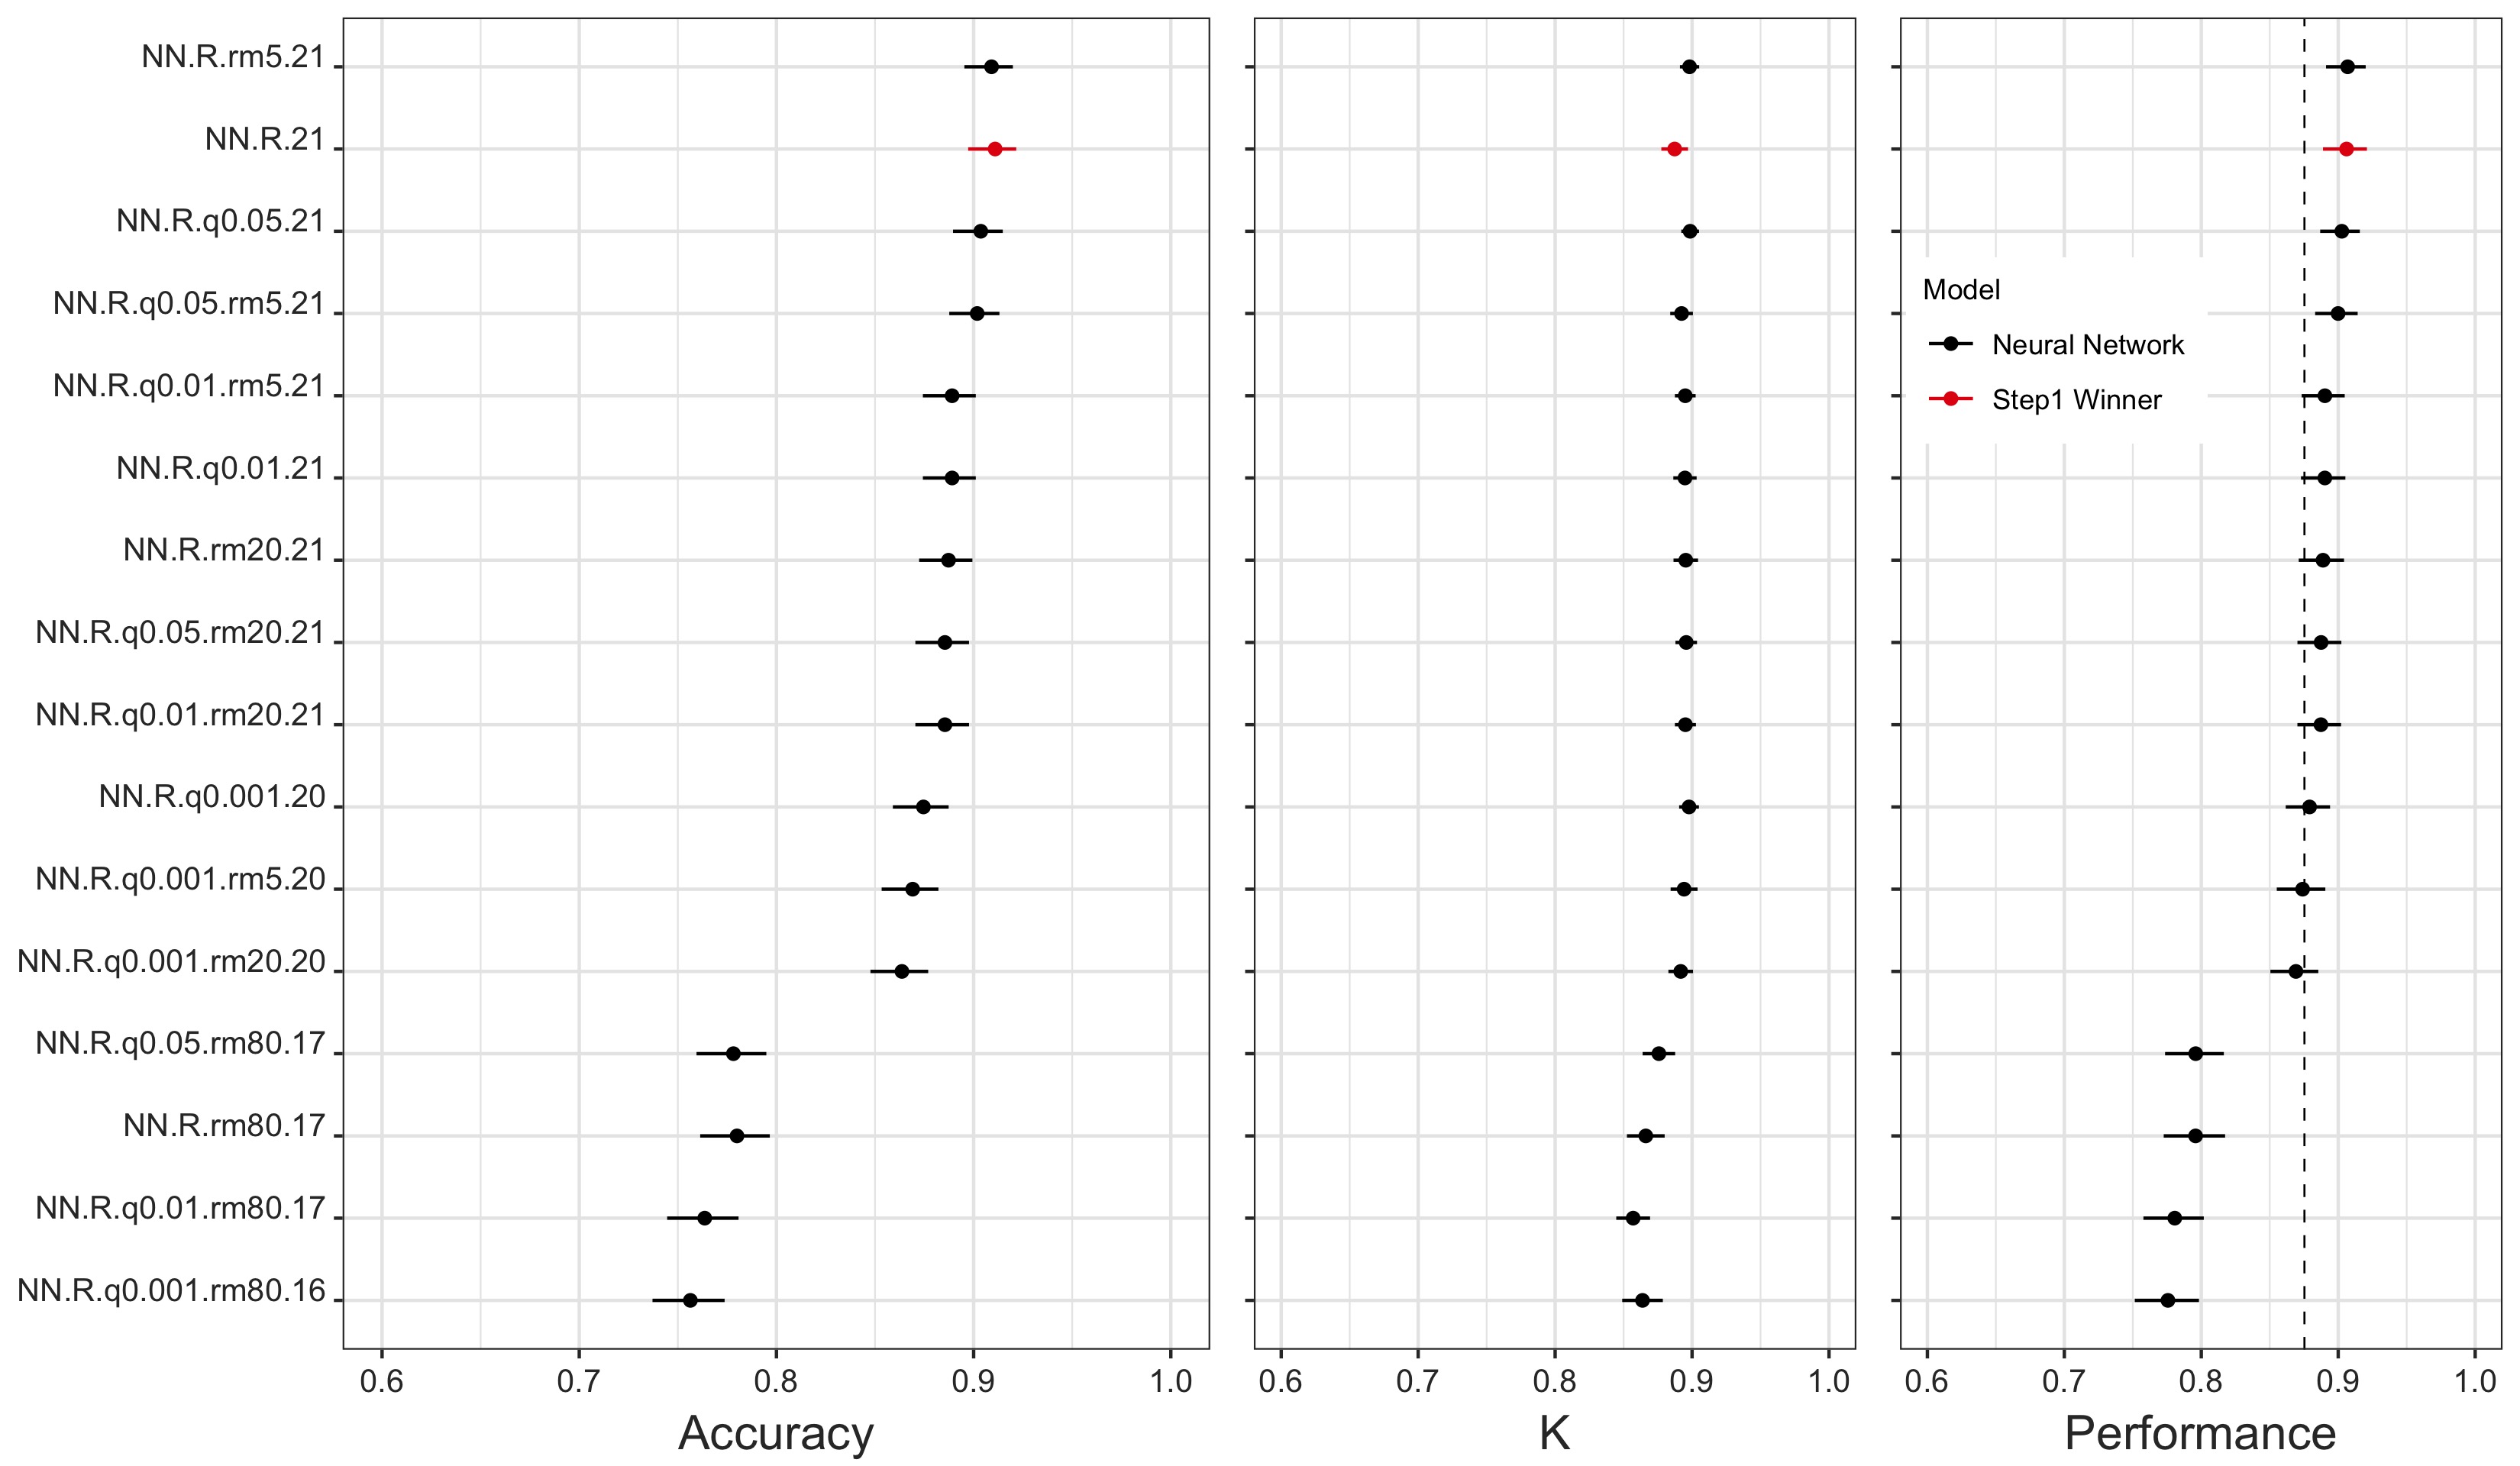 NN.R.rm5.21
NN.R.21
NN.R.q0.05.21
NN.R.q0.05.rm5.21
NN.R.q0.01.rm5.21
NN.R.q0.01.21
NN.R.rm20.21
NN.R.q0.05.rm20.21
NN.R.q0.01.rm20.21
NN.R.q0.001.20
NN.R.q0.001.rm5.20
NN.R.q0.001.rm20.20
NN.R.q0.05.rm80.17
NN.R.rm80.17
NN.R.q0.01.rm80.17
NN.R.q0.001.rm80.16
0.6 0.7 0.8 0.9 1.0
Accuracy
0.6 0.7 0.8 0.9 1.0
K
Model
Neural Network
Step1 Winner
0.6 0.7 0.8 0.9 1.0
Performance